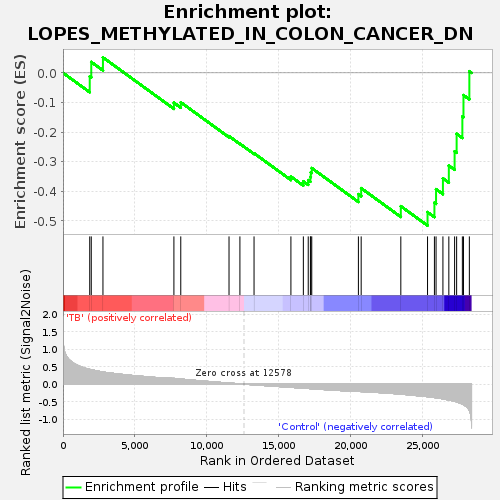 Enrichment plot:
LOPES_METHYLATED_IN_COLON_CANCER_DN
Enrichment score (ES)
0.0
-0.1
-0.2
-0.3
-0.4
-0.5
'TB' (positively correlated)
Ranked list metric (Signal2Noise)
2.0
1.5
1.0
0.5
0.0
-0.5
-1.0
Zero cross at 12578
'Control' (negatively correlated)
0 5,000 10,000 15,000 20,000 25,000
Rank in Ordered Dataset
Enrichment profile Hits Ranking metric scores